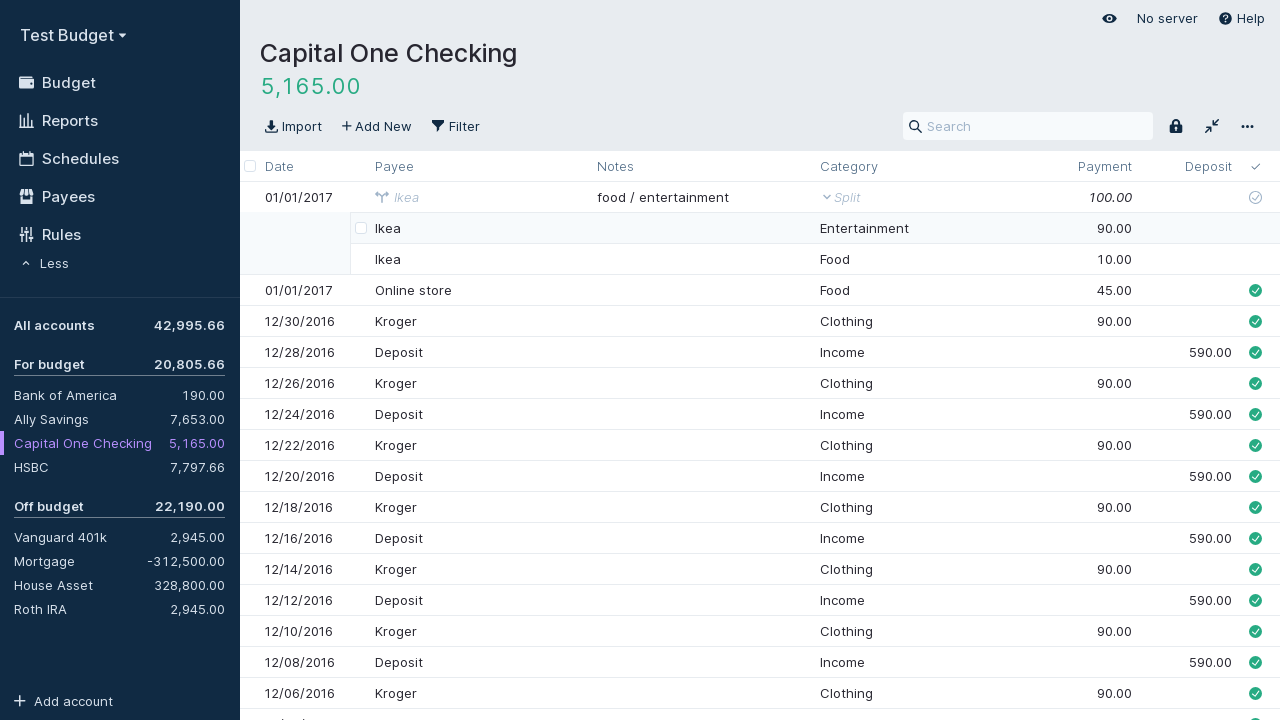 Test Budget
Budget
Reports
Schedules
Payees
Rules
Less
All accounts 42,995.66
For budget 20,805.66
Bank of America 190.00
Ally Savings 7,653.00
Capital One Checking 5,165.00
HSBC 7,797.66
Off budget 22,190.00
Vanguard 401k 2,945.00
Mortgage -312,500.00
House Asset 328,800.00
Roth IRA 2,945.00
Add account
No server Help
Capital One Checking
5,165.00
Import Add New Filter Search
Date Payee Notes Category Payment Deposit
01/01/2017 Ikea food / entertainment Split 100.00
Ikea Entertainment 90.00
Ikea Food 10.00
01/01/2017 Online store Food 45.00
12/30/2016 Kroger Clothing 90.00
12/28/2016 Deposit Income 590.00
12/26/2016 Kroger Clothing 90.00
12/24/2016 Deposit Income 590.00
12/22/2016 Kroger Clothing 90.00
12/20/2016 Deposit Income 590.00
12/18/2016 Kroger Clothing 90.00
12/16/2016 Deposit Income 590.00
12/14/2016 Kroger Clothing 90.00
12/12/2016 Deposit Income 590.00
12/10/2016 Kroger Clothing 90.00
12/08/2016 Deposit Income 590.00
12/06/2016 Kroger Clothing 90.00